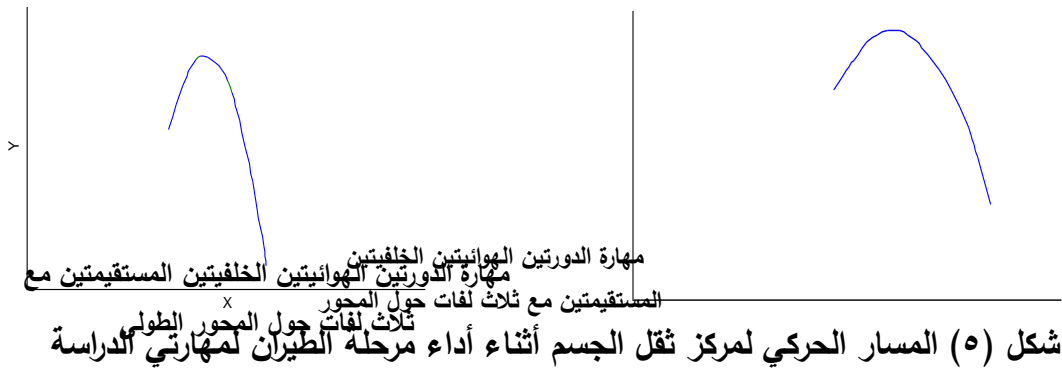 Y
مهارة الدورتين الهوائيتين الخلفيتين
مهارة الدورتين الهوائيتين الخلفيتين المستقيمتين مع
X
المستقيمتين مع ثلاث لفات حول المحور
ثلاث لفات حول المحور الطولي
شكل (٥) المسار الحركي لمركز ثقل الجسم أثناء أداء مرحلة الطيران لمهارتي الدراسة